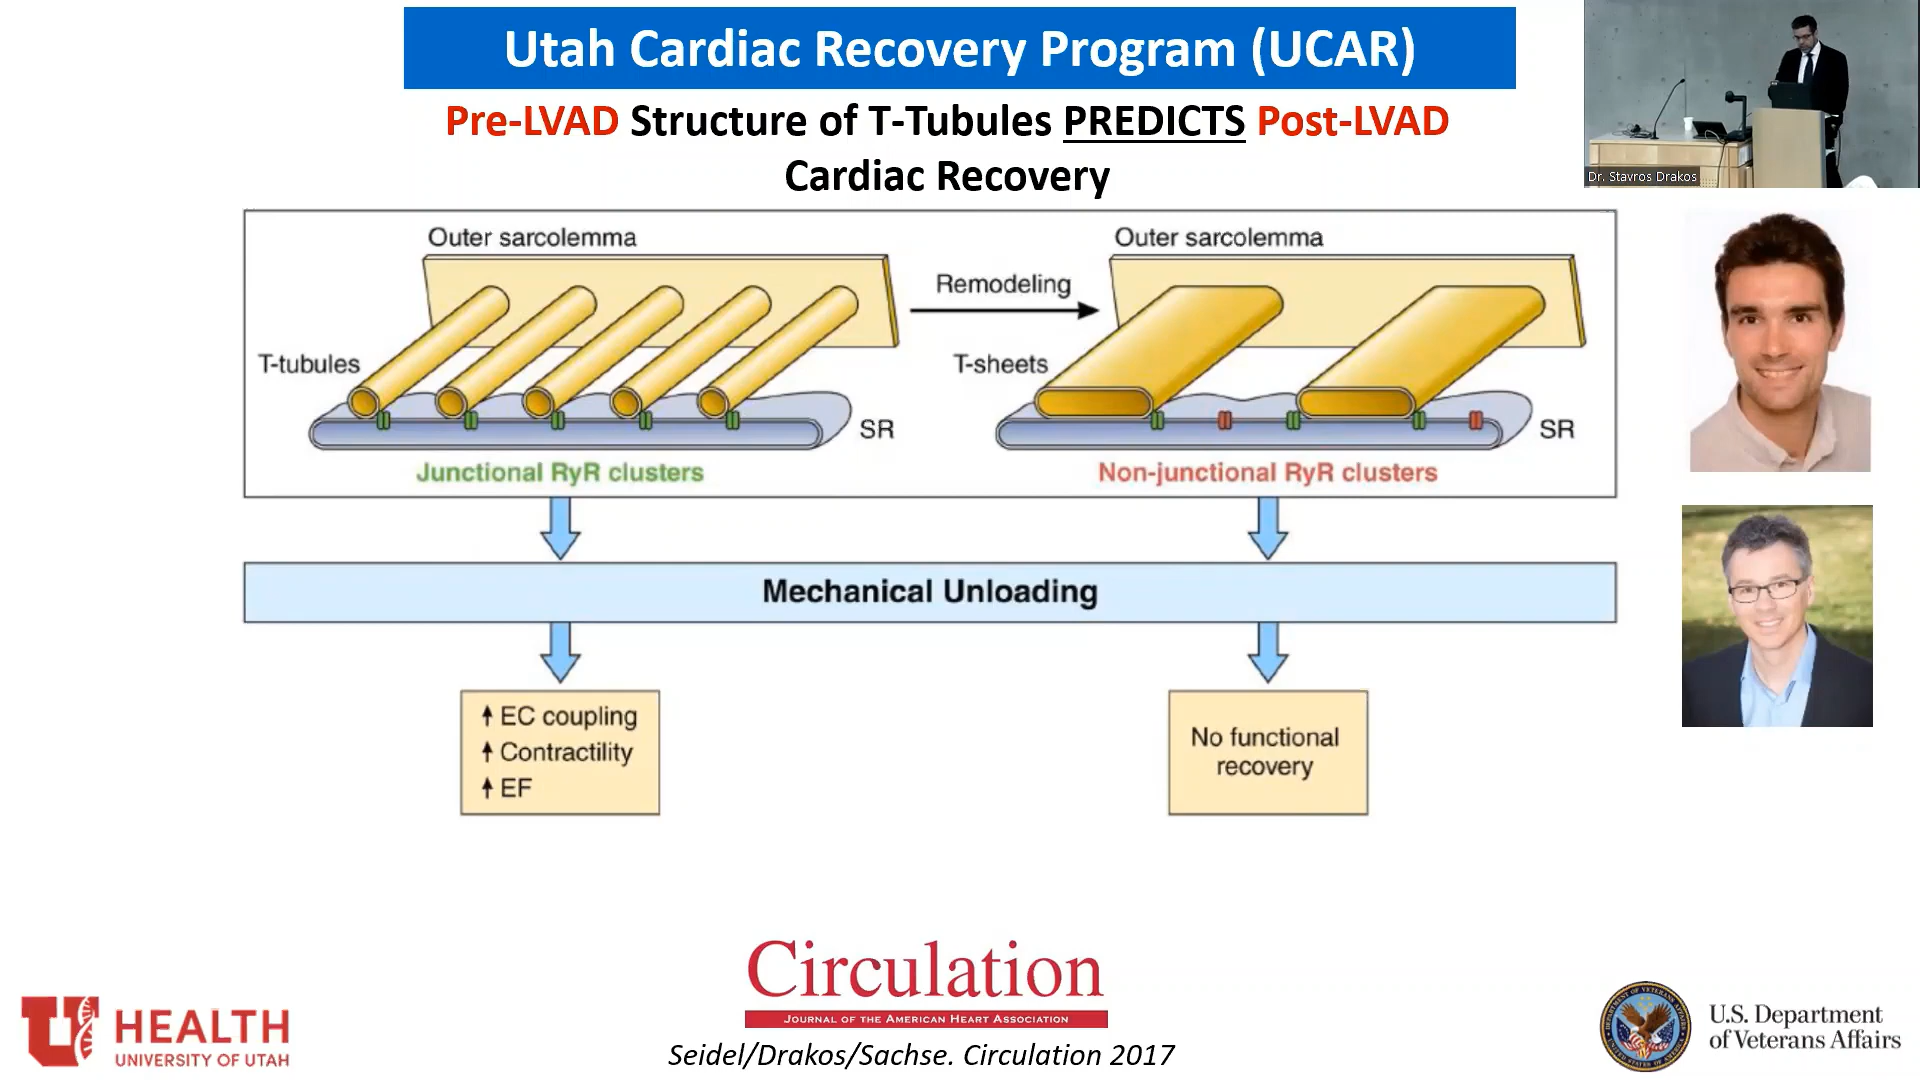 Utah Cardiac Recovery Program (UCAR)
Pre-LVAD Structure of T-Tubules PREDICTS Post-LVAD
Cardiac Recovery
Dr. Stavros Drakos
Outer sarcolemma
Outer sarcolemma
Remodeling
T-tubules
T-sheets
SR
SR
Junctional RyR clusters
Non-junctional RyR clusters
Mechanical Unloading
EC coupling
Contractility
EF
No functional
recovery
Circulation
JOURNAL OF THE AMERICAN HEART ASSOCIATION
Seidel/Drakos/Sachse. Circulation 2017
U HEALTH
UNIVERSITY OF UTAH
U.S. Department
of Veterans Affairs